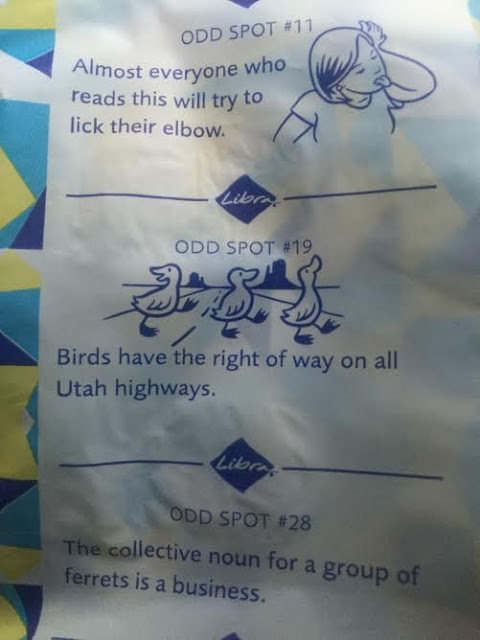 ODD SPOT #11
Almost everyone who
reads this will try to
lick their elbow.
Libra
ODD SPOT #19
Birds have the right of way on all
Utah highways.
Libra
ODD SPOT #28
The collective noun for a group of
ferrets is a business.